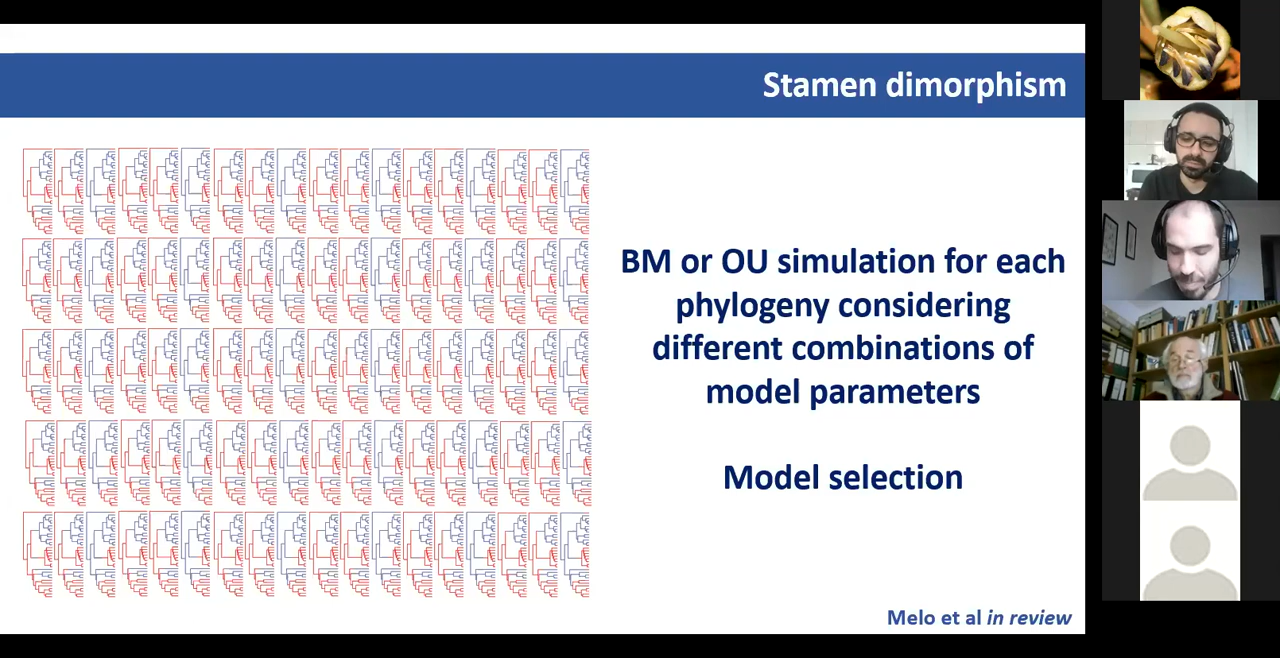 Stamen dimorphism
BM or OU simulation for each
phylogeny considering
different combinations of
model parameters
Model selection
Melo et al in review